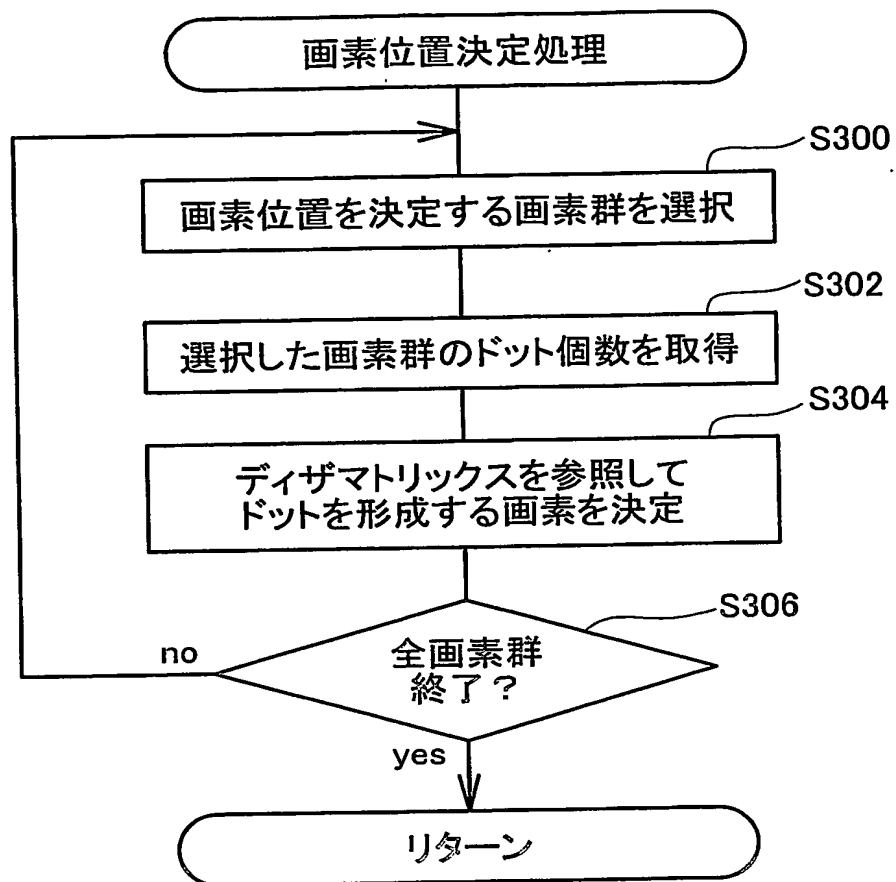 画素位置決定処理
S300
画素位置を決定する画素群を選択
S302
選択した画素群のドット個数を取得
S304
ディザマトリックスを参照して
ドットを形成する画素を決定
S306
no
全画素群
終了？
yes
リターン